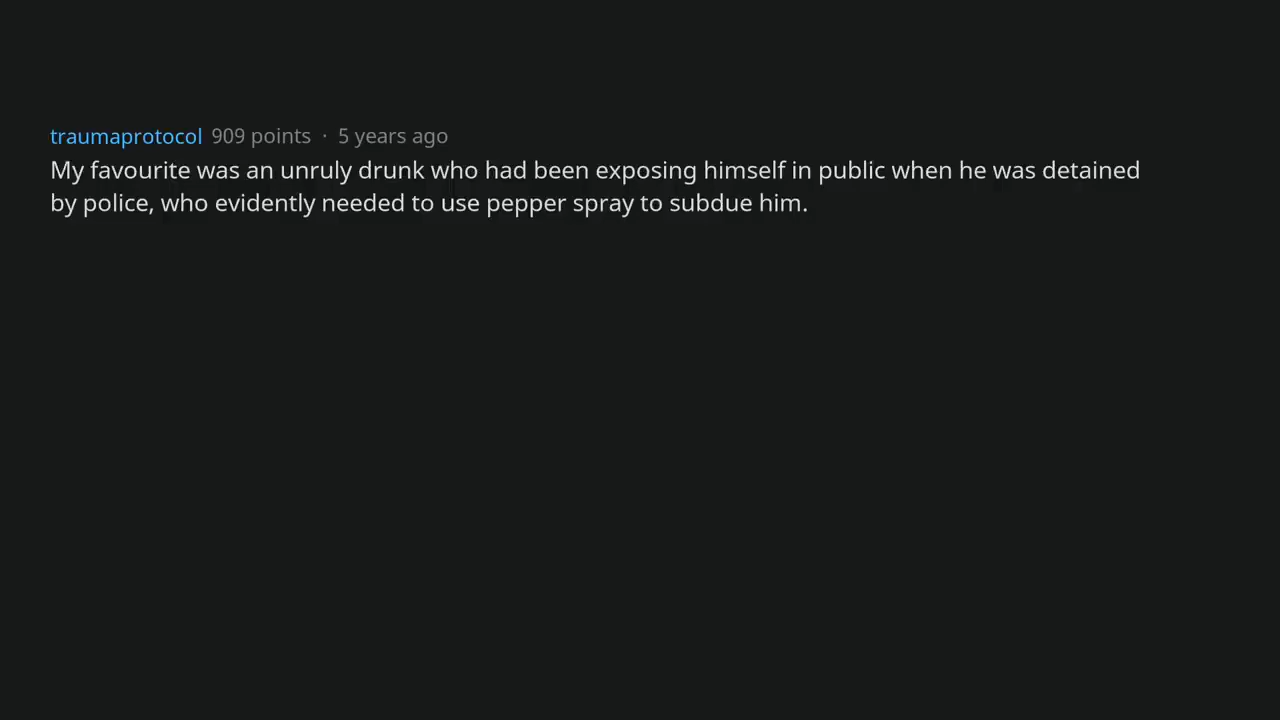 traumaprotocol 909 points · 5 years ago
My favourite was an unruly drunk who had been exposing himself in public when he was detained
by police, who evidently needed to use pepper spray to subdue him.